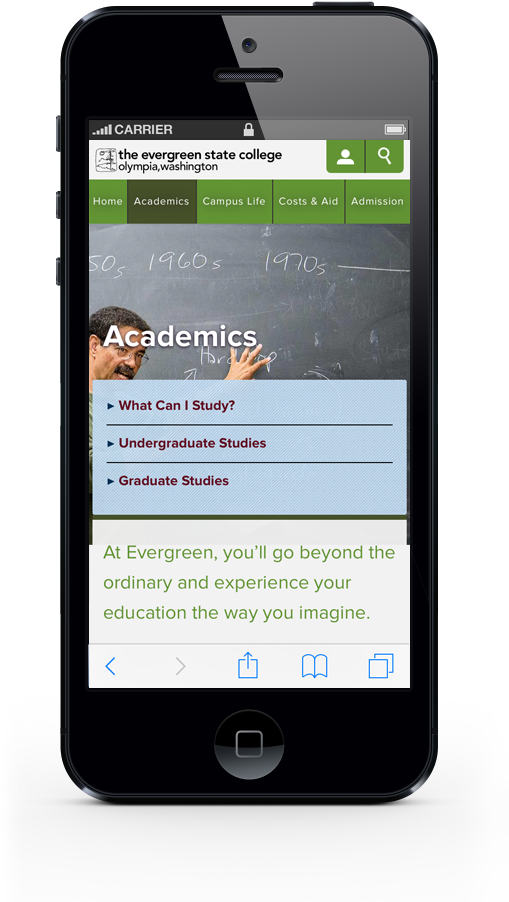 CARRIER
the evergreen state college
olympia,washington
Home Academics Campus Life Costs & Aid Admission
50s 1960s 1970s
Academics
What Can I Study?
Undergraduate Studies
Graduate Studies
At Evergreen, you'll go beyond the
ordinary and experience your
education the way you imagine.